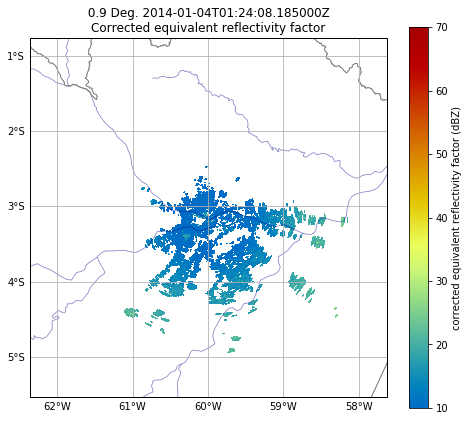 0.9 Deg. 2014-01-04T01:24:08.185000Z
Corrected equivalent reflectivity factor
1°S
2°S
3°S
4°S
5°S
62°W 61°W 60°W 59°W 58°W
70
60
50
40
30
20
10
corrected equivalent reflectivity factor (dBZ)